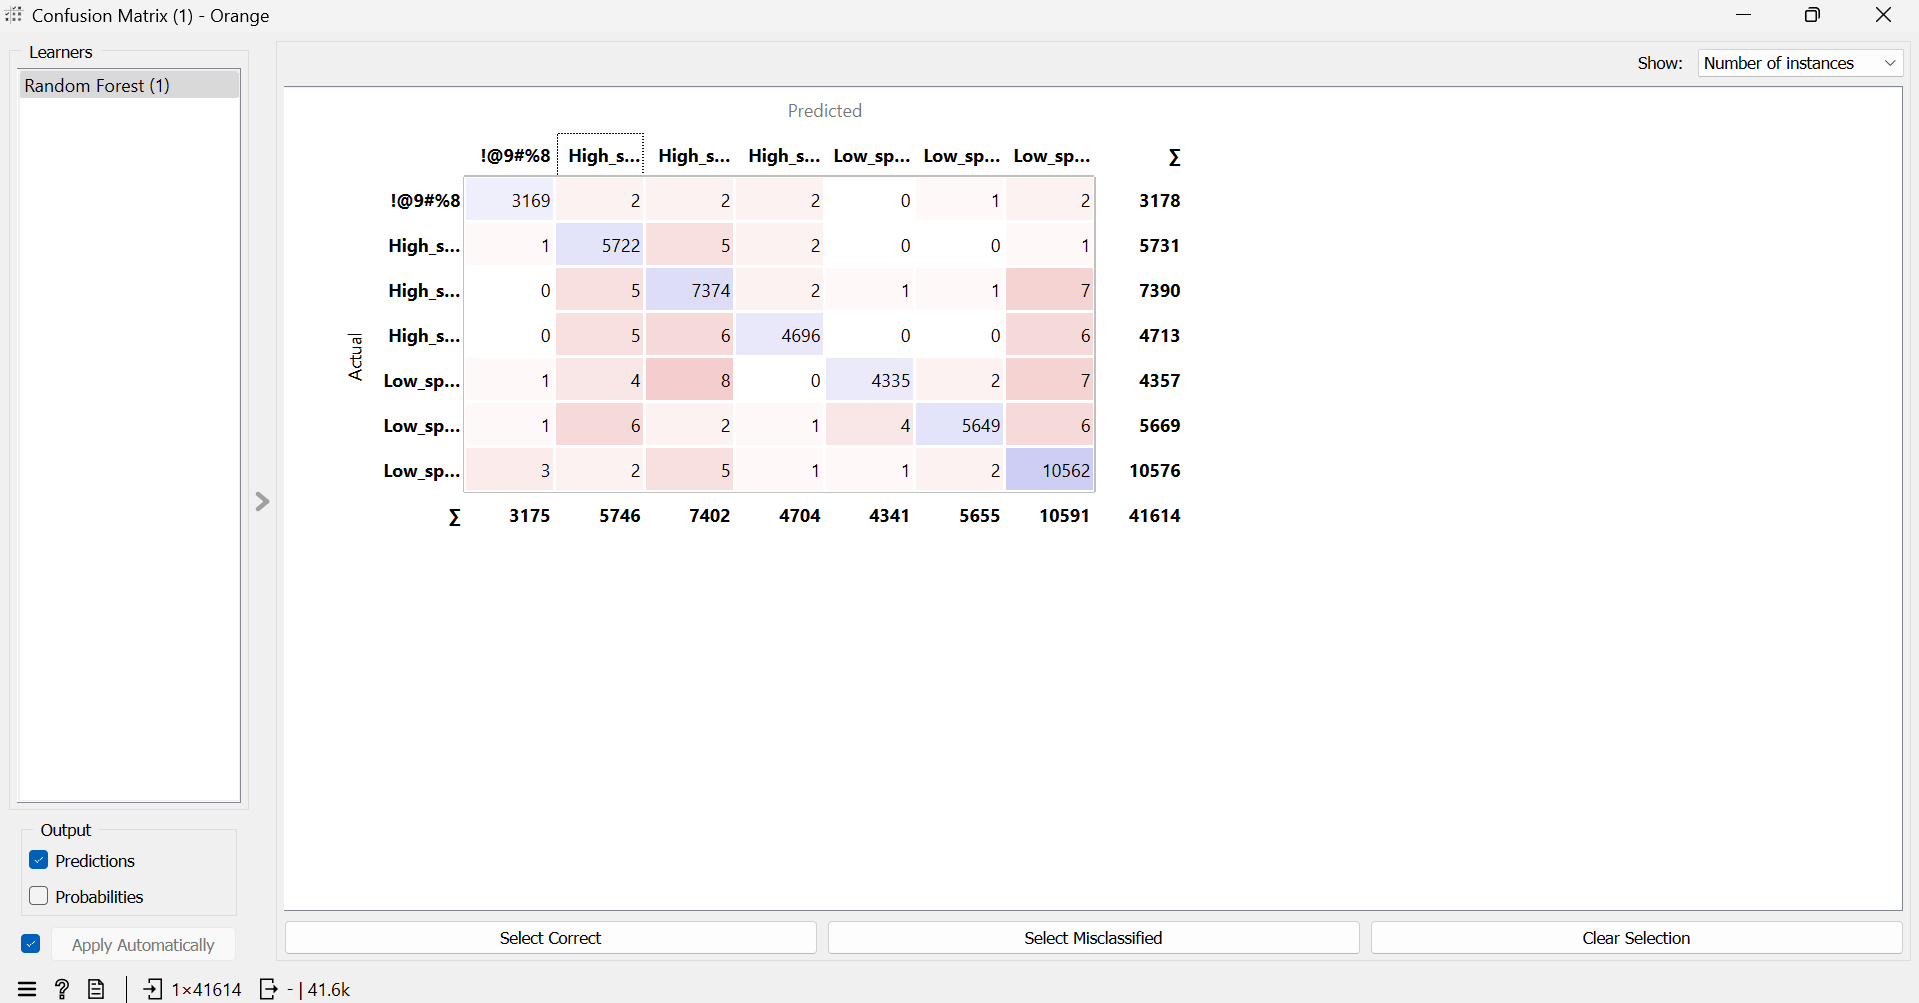 Confusion Matrix (1) - Orange
Learners
Random Forest (1)
Show: Number of instances
Predicted
!@9#%8 High_s... High_s... High_s... Low_sp... Low_sp... Low_sp... Σ
!@9#%8 3169 2 2 2 0 1 2 3178
High_s... 1 5722 5 2 0 0 1 5731
High_s... 0 5 7374 2 1 1 7 7390
Actual
High_s... 0 5 6 4696 0 0 6 4713
Low_sp... 1 4 8 0 4335 2 7 4357
Low_sp... 1 6 2 1 4 5649 6 5669
Low_sp... 3 2 5 1 1 2 10562 10576
Σ 3175 5746 7402 4704 4341 5655 10591 41614
Output
Predictions
Probabilities
Apply Automatically
Select Correct Select Misclassified Clear Selection
? 1×41614 - | 41.6k